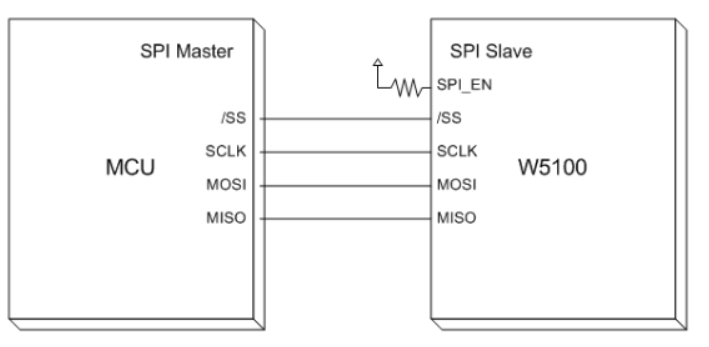 SPI Master
/SS
SCLK
MOSI
MISO
MCU
SPI Slave
SPI_EN
/SS
SCLK
MOSI
MISO
W5100